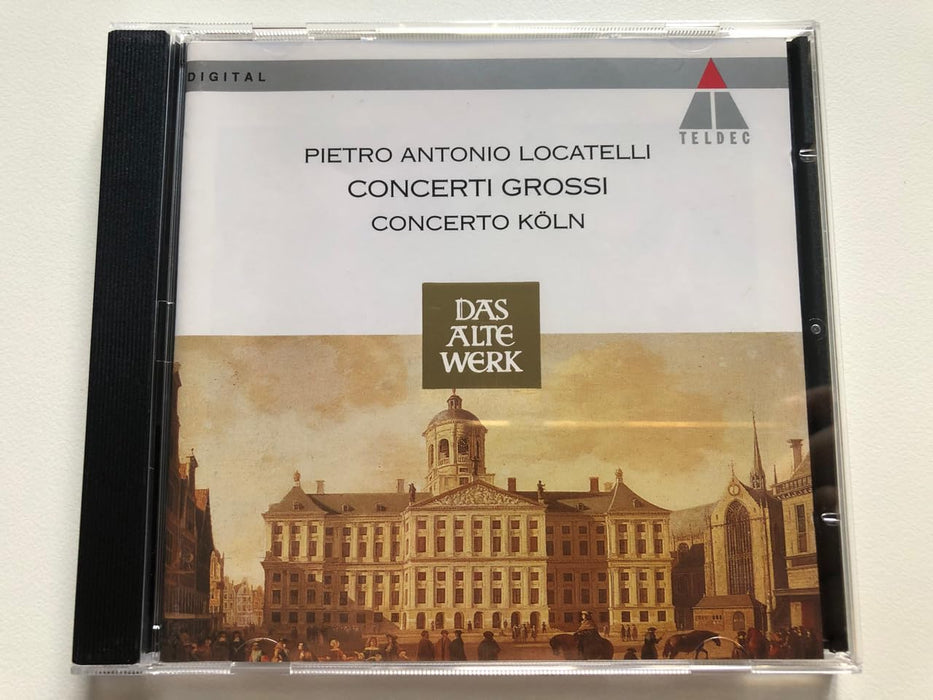 DIGITAL
TELDEC
PIETRO ANTONIO LOCATELLI
CONCERTI GROSSI
CONCERTO KÖLN
DAS
ALTE
WERK